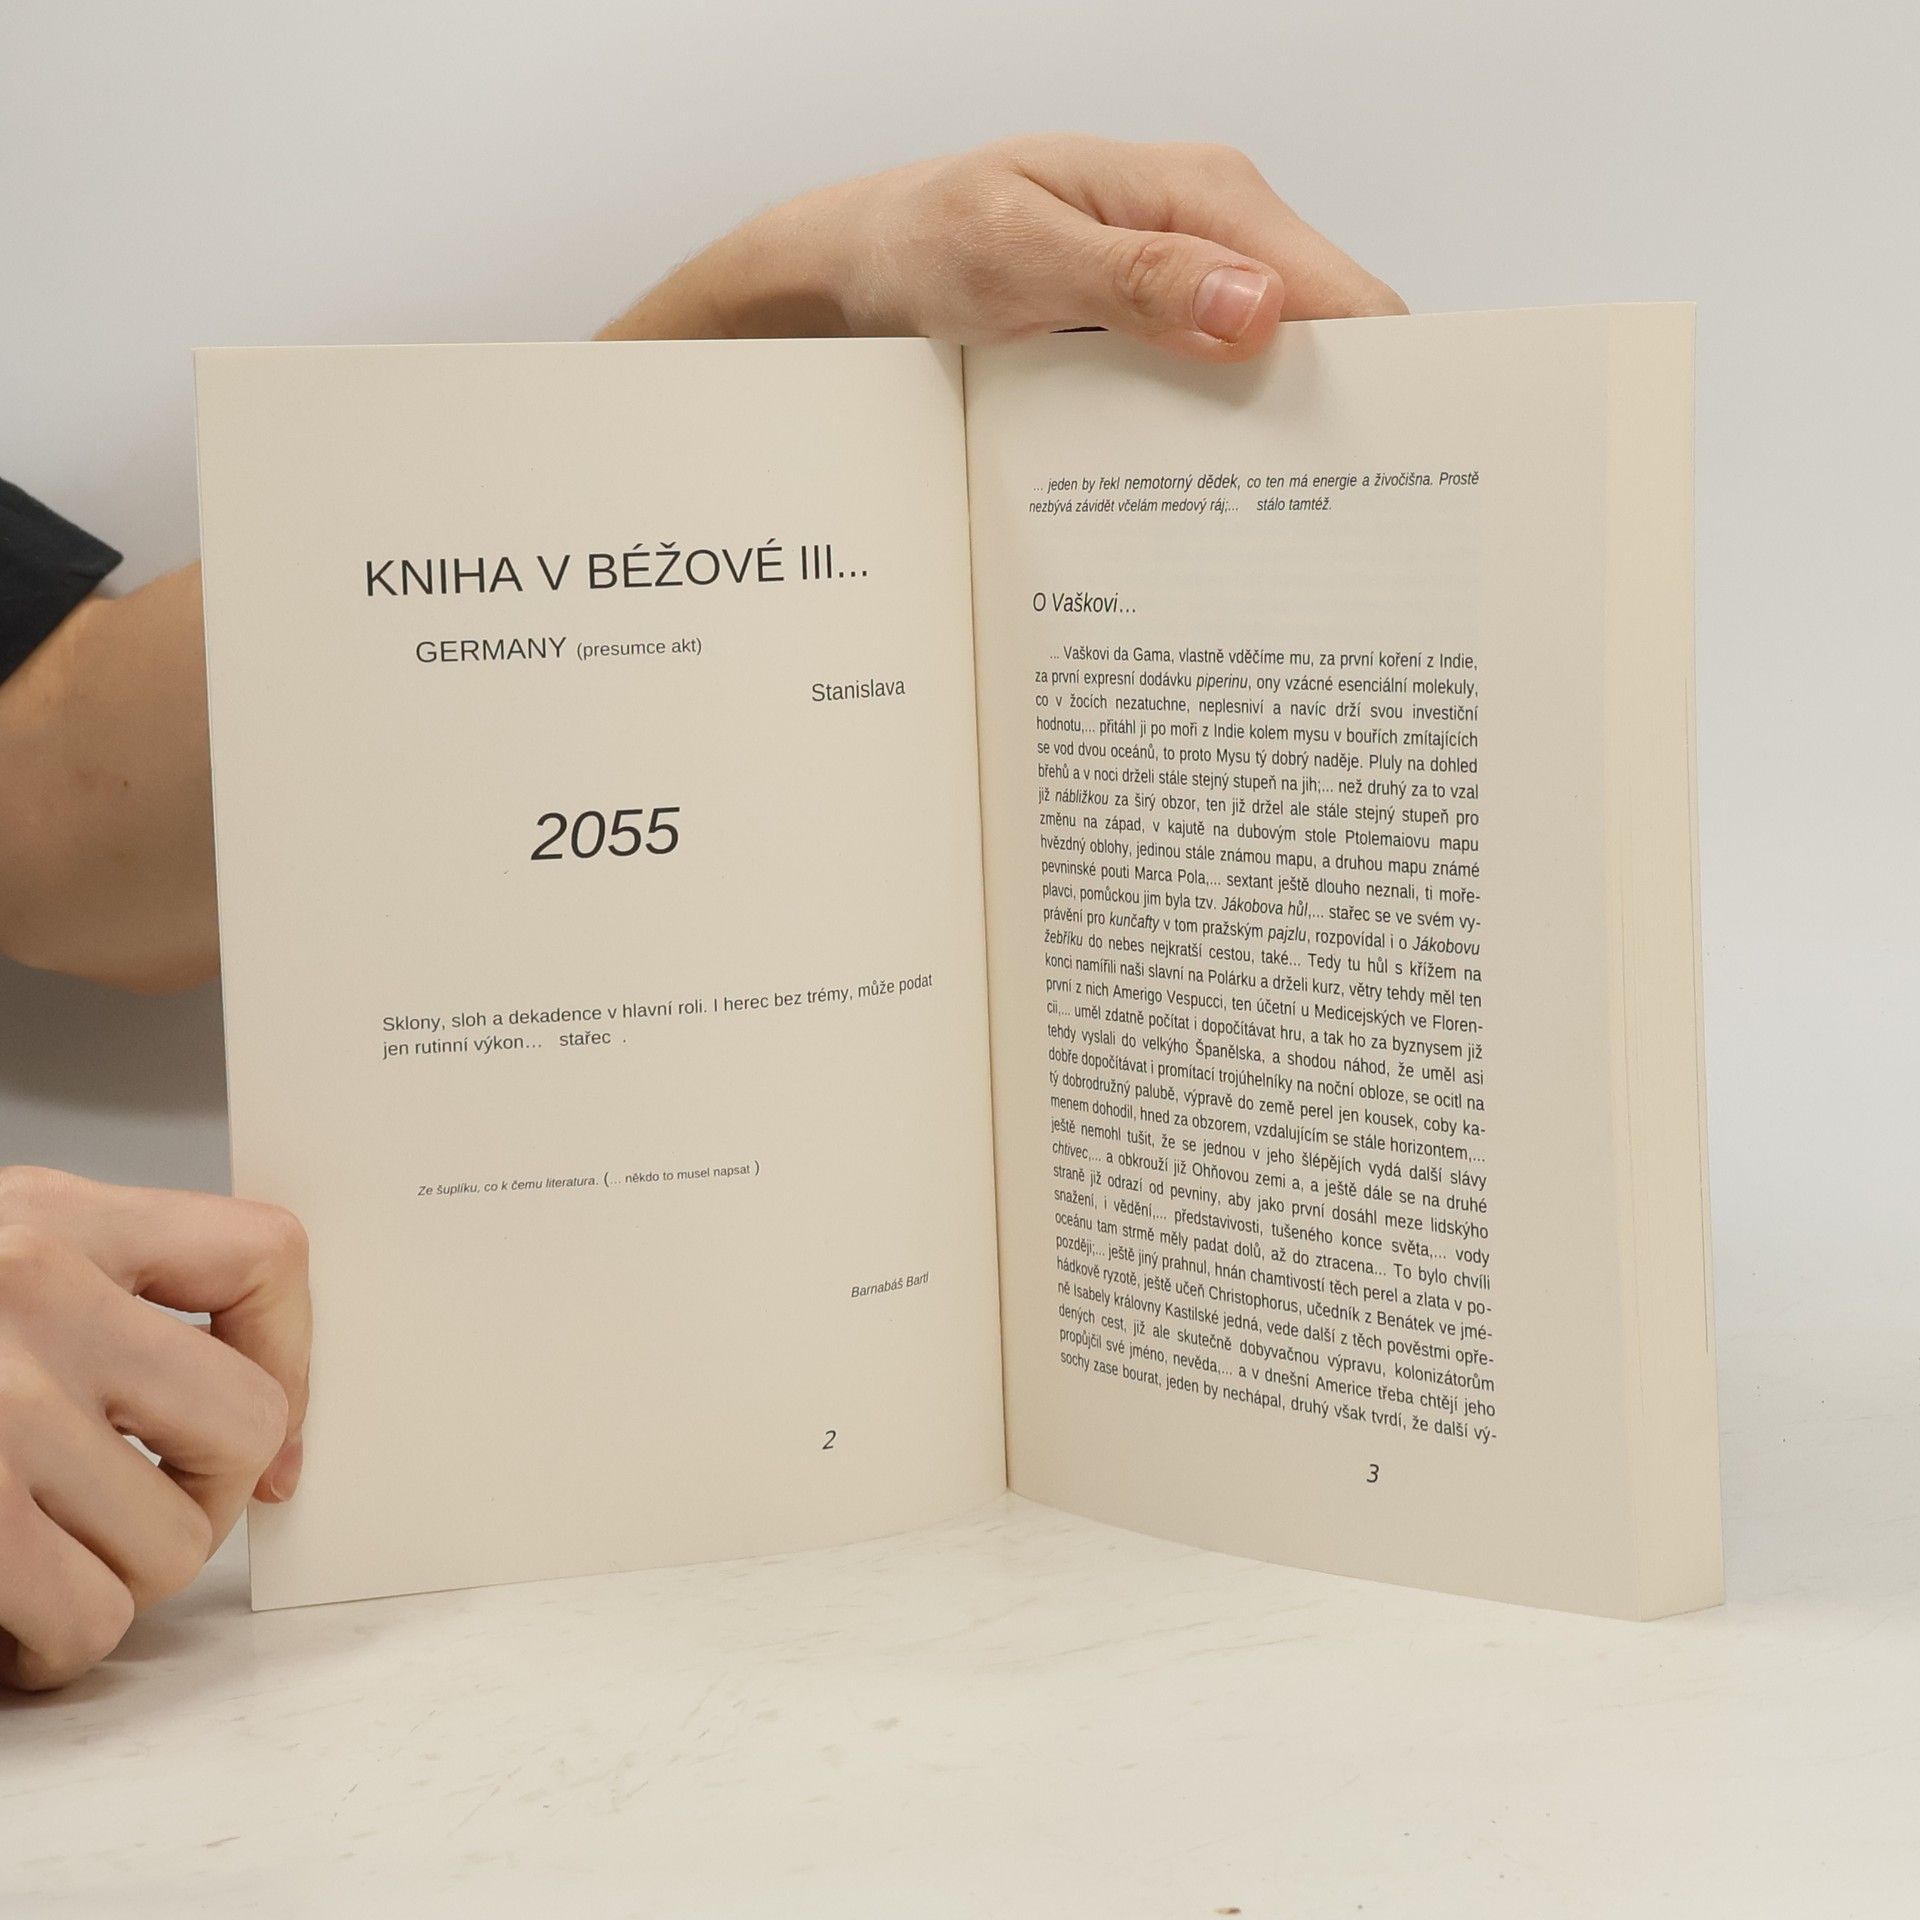 KNIHA V BÉŽOVÉ III...
GERMANY (presumce akt)
Stanislava
2055
Sklony, sloh a dekadence v hlavní roli. I herec bez trémy, může podat
jen rutinní výkon... stařec .
Ze šuplíku, co k čemu literatura. (... někdo to musel napsat )
Barnabáš Bartl
2
... jeden by řekl nemotorný dědek, co ten má energie a živočišna. Prostě
nezbývá závidět včelám medový ráj;... stálo tamtéž.
O Vaškovi...
... Vaškovi da Gama, vlastně vděčíme mu, za první koření z Indie,
za první expresní dodávku piperinu, ony vzácné esenciální molekuly,
co v žocích nezatuchne, neplesniví a navíc drží svou investiční
hodnotu,... přitáhl ji po moři z Indie kolem mysu v bouřích zmítajících
se vod dvou oceánů, to proto Mysu tý dobrý naděje. Pluly na dohled
břehů a v noci drželi stále stejný stupeň na jih;... než druhý za to vzal
již nábližkou za širý obzor, ten již držel ale stále stejný stupeň pro
změnu na západ, v kajutě na dubovým stole Ptolemaiovu mapu
hvězdný oblohy, jedinou stále známou mapu, a druhou mapu známé
pevninské pouti Marca Pola,... sextant ještě dlouho neznali, ti moře-
plavci, pomůckou jim byla tzv. Jákobova hůl,... stařec se ve svém vy-
právění pro kunčafty v tom pražským pajzlu, rozpovídal i o Jákobovu
žebříku do nebes nejkratší cestou, také... Tedy tu hůl s křížem na
konci namířili naši slavní na Polárku a drželi kurz, větry tehdy měl ten
první z nich Amerigo Vespucci, ten účetní u Medicejských ve Floren-
cii,... uměl zdatně počítat i dopočítávat hru, a tak ho za byznysem již
tehdy vyslali do velkýho Španělska, a shodou náhod, že uměl asi
dobře dopočítávat i promítací trojúhelníky na noční obloze, se ocitl na
tý dobrodružný palubě, výpravě do země perel jen kousek, coby ka-
menem dohodil, hned za obzorem, vzdalujícím se stále horizontem,...
ještě nemohl tušit, že se jednou v jeho šlépějích vydá další slávy
chtivec,... a obkrouží již Ohňovou zemi a, a ještě dále se na druhé
straně již odrazí od pevniny, aby jako první dosáhl meze lidskýho
snažení, i vědění,... představivosti, tušeného konce světa,... vody
oceánu tam strmě měly padat dolů, až do ztracena... To bylo chvíli
později;... ještě jiný prahnul, hnán chamtivostí těch perel a zlata v po-
hádkově ryzotě, ještě učeň Christophorus, učedník z Benátek ve jmé-
ně Isabely královny Kastilské jedná, vede další z těch pověstmi opře-
dených cest, již ale skutečně dobyvačnou výpravu, kolonizátorům
propůjčil své jméno, nevěda,... a v dnešní Americe třeba chtějí jeho
sochy zase bourat, jeden by nechápal, druhý však tvrdí, že další vý-
3